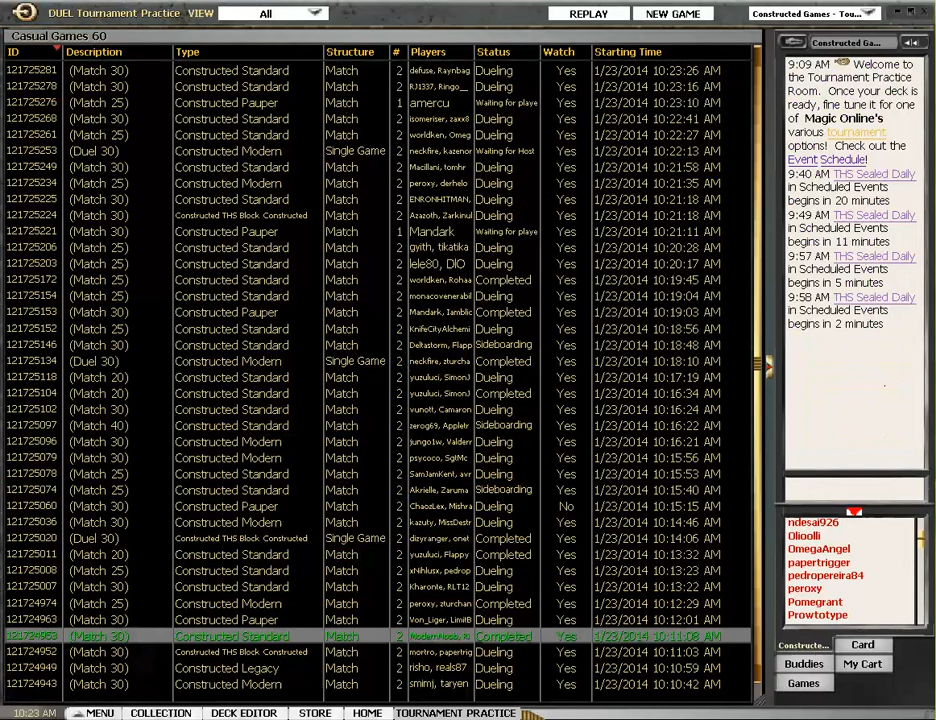 DUEL Tournament Practice VIEW All REPLAY NEW GAME Constructed Games - Tou...
Casual Games 60
ID Description Type Structure # Players Status Watch Starting Time
121725281 (Match 30) Constructed Standard Match 2 defuse, Raynbag Dueling Yes 1/23/2014 10:23:26 AM
121725278 (Match 30) Constructed Standard Match 2 RJ1337, Ringo__ Dueling Yes 1/23/2014 10:23:16 AM
121725276 (Match 30) Constructed Pauper Match 1 amercu Waiting for playe Yes 1/23/2014 10:23:00 AM
121725268 (Match 30) Constructed Standard Match 2 isomeriser, zaxx8 Dueling Yes 1/23/2014 10:22:41 AM
121725261 (Match 30) Constructed Standard Match 2 worldken, Omeg Dueling Yes 1/23/2014 10:22:27 AM
121725253 (Duel 30) Constructed Modern Single Game 2 neckfire, kazenor Waiting for Host Yes 1/23/2014 10:22:13 AM
121725249 (Match 25) Constructed Standard Match 2 Macillani, tomhr Dueling Yes 1/23/2014 10:21:58 AM
121725234 (Match 25) Constructed Modern Match 2 peroxy, derhelo Dueling Yes 1/23/2014 10:21:35 AM
121725225 (Match 30) Constructed Standard Match 2 ENRONHITMAN, Dueling Yes 1/23/2014 10:21:18 AM
121725224 (Match 30) Constructed THS Block Constructed Match 2 Azazoth, Zarkinul Dueling Yes 1/23/2014 10:21:18 AM
121725221 (Match 30) Constructed Pauper Match 1 Mandark Waiting for playe Yes 1/23/2014 10:21:11 AM
121725206 (Match 25) Constructed Standard Match 2 gyith, tikatika Dueling Yes 1/23/2014 10:20:28 AM
121725203 (Match 25) Constructed Standard Match 2 lele80, DIO Dueling Yes 1/23/2014 10:20:17 AM
121725172 (Match 25) Constructed Standard Match 2 worldken, Rohaa Completed Yes 1/23/2014 10:19:45 AM
121725154 (Match 25) Constructed Standard Match 2 monacovenerabil Dueling Yes 1/23/2014 10:19:04 AM
121725153 (Match 30) Constructed Pauper Match 2 Mandark, Iamblic Completed Yes 1/23/2014 10:19:03 AM
121725152 (Match 25) Constructed Standard Match 2 KnifeCityAlchemi Dueling Yes 1/23/2014 10:18:56 AM
121725146 (Match 30) Constructed Standard Match 2 Deltastorm, Flapp Sideboarding Yes 1/23/2014 10:18:48 AM
121725134 (Duel 30) Constructed Modern Single Game 2 neckfire, zturcha Completed Yes 1/23/2014 10:18:10 AM
121725118 (Match 20) Constructed Standard Match 2 yuzuluci, SimonJ Dueling Yes 1/23/2014 10:17:19 AM
121725104 (Match 20) Constructed Standard Match 2 yuzuluci, SimonJ Completed Yes 1/23/2014 10:16:34 AM
121725102 (Match 30) Constructed Standard Match 2 vunott, Camaron Dueling Yes 1/23/2014 10:16:24 AM
121725097 (Match 40) Constructed Standard Match 2 zerog69, Appletr Sideboarding Yes 1/23/2014 10:16:22 AM
121725096 (Match 30) Constructed Modern Match 2 jungo1w, Valderr Dueling Yes 1/23/2014 10:16:21 AM
121725079 (Match 30) Constructed Modern Match 2 psycoco, SgtMc Dueling Yes 1/23/2014 10:15:56 AM
121725078 (Match 25) Constructed Standard Match 2 SamJamKent, avr Dueling Yes 1/23/2014 10:15:53 AM
121725074 (Match 25) Constructed Standard Match 2 Akrielle, Zaruma Sideboarding Yes 1/23/2014 10:15:40 AM
121725060 (Match 30) Constructed Pauper Match 2 ChaozLex, Mishra Dueling No 1/23/2014 10:15:15 AM
121725036 (Match 30) Constructed Modern Match 2 kazuty, MissDestr Dueling Yes 1/23/2014 10:14:46 AM
121725020 (Duel 30) Constructed THS Block Constructed Single Game 2 dizyranger, onet Completed Yes 1/23/2014 10:14:06 AM
121725011 (Match 20) Constructed Standard Match 2 yuzuluci, Flappy Completed Yes 1/23/2014 10:13:32 AM
121725008 (Match 25) Constructed Standard Match 2 xNihlusx, pedrop Dueling Yes 1/23/2014 10:13:23 AM
121725007 (Match 30) Constructed Standard Match 2 Kharonte, RLT12 Dueling Yes 1/23/2014 10:13:22 AM
121724974 (Match 25) Constructed Modern Match 2 peroxy, zturchan Completed Yes 1/23/2014 10:12:29 AM
121724963 (Match 30) Constructed Pauper Match 2 Von_Liger, LimilB Dueling Yes 1/23/2014 10:12:01 AM
121724953 (Match 30) Constructed Standard Match 2 Completed Yes 1/23/2014 10:11:08 AM
121724952 (Match 30) Constructed THS Block Constructed Match 2 mortro, papertrig Dueling Yes 1/23/2014 10:11:03 AM
121724949 (Match 30) Constructed Legacy Match 2 risho, reals87 Dueling Yes 1/23/2014 10:10:59 AM
121724943 (Match 30) Constructed Modern Match 2 smimj, taryen Dueling Yes 1/23/2014 10:10:42 AM
Constructed Ga...
9:09 AM Welcome to
the Tournament Practice
Room. Once your deck is
ready, fine tune it for one
of Magic Online's
various tournament
options! Check out the
Event Schedule!
9:40 AM THS Sealed Daily
in Scheduled Events
begins in 20 minutes
9:49 AM THS Sealed Daily
in Scheduled Events
begins in 11 minutes
9:57 AM THS Sealed Daily
in Scheduled Events
begins in 5 minutes
9:58 AM THS Sealed Daily
in Scheduled Events
begins in 2 minutes
ndesai926
Olioolli
OmegaAngel
papertrigger
pedropereira84
peroxy
Pomegrant
Prowtotype
Constructe... Card
Buddies My Cart
Games
10:23 AM MENU COLLECTION DECK EDITOR STORE HOME TOURNAMENT PRACTICE